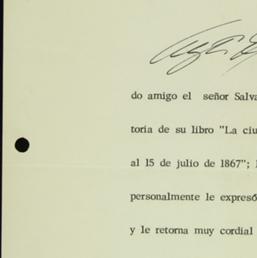 do amigo el señor Salva
toria de su libro "La ciu
al 15 de julio de 1867";
personalmente le expresó
y le retorna muy cordial